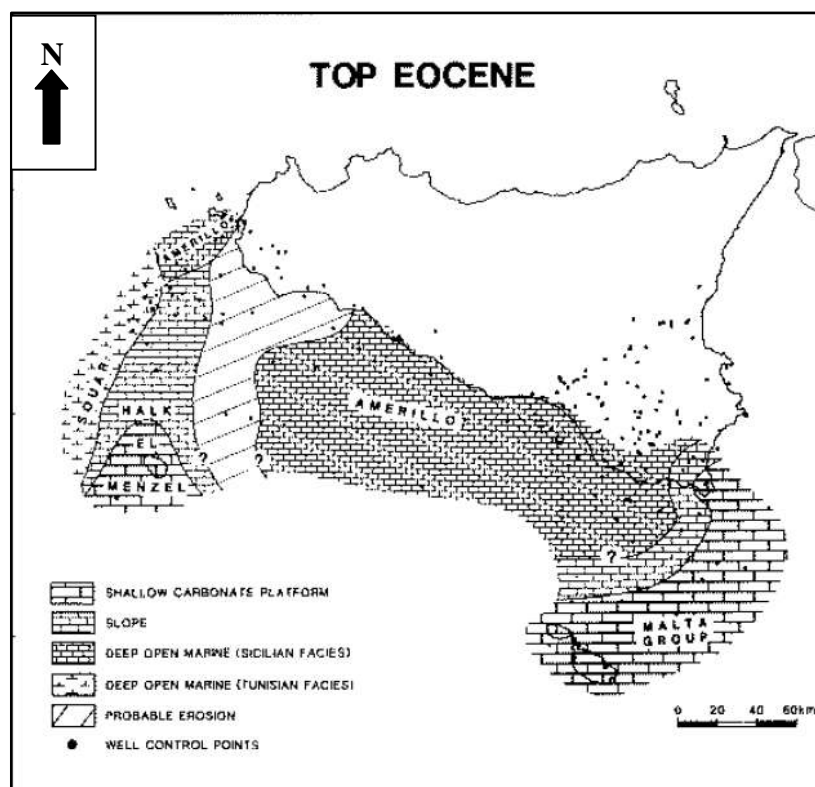 N
TOP EOCENE
AMERILLO
SOUAR
HALK
EL
MENZEL
?
?
AMERILLO
?
MALTA
GROUP
SHALLOW CARBONATE PLATFORM
SLOPE
DEEP OPEN MARINE (SICILIAN FACIES)
DEEP OPEN MARINE (TUNISIAN FACIES)
PROBABLE EROSION
WELL CONTROL POINTS
0 20 40 60km